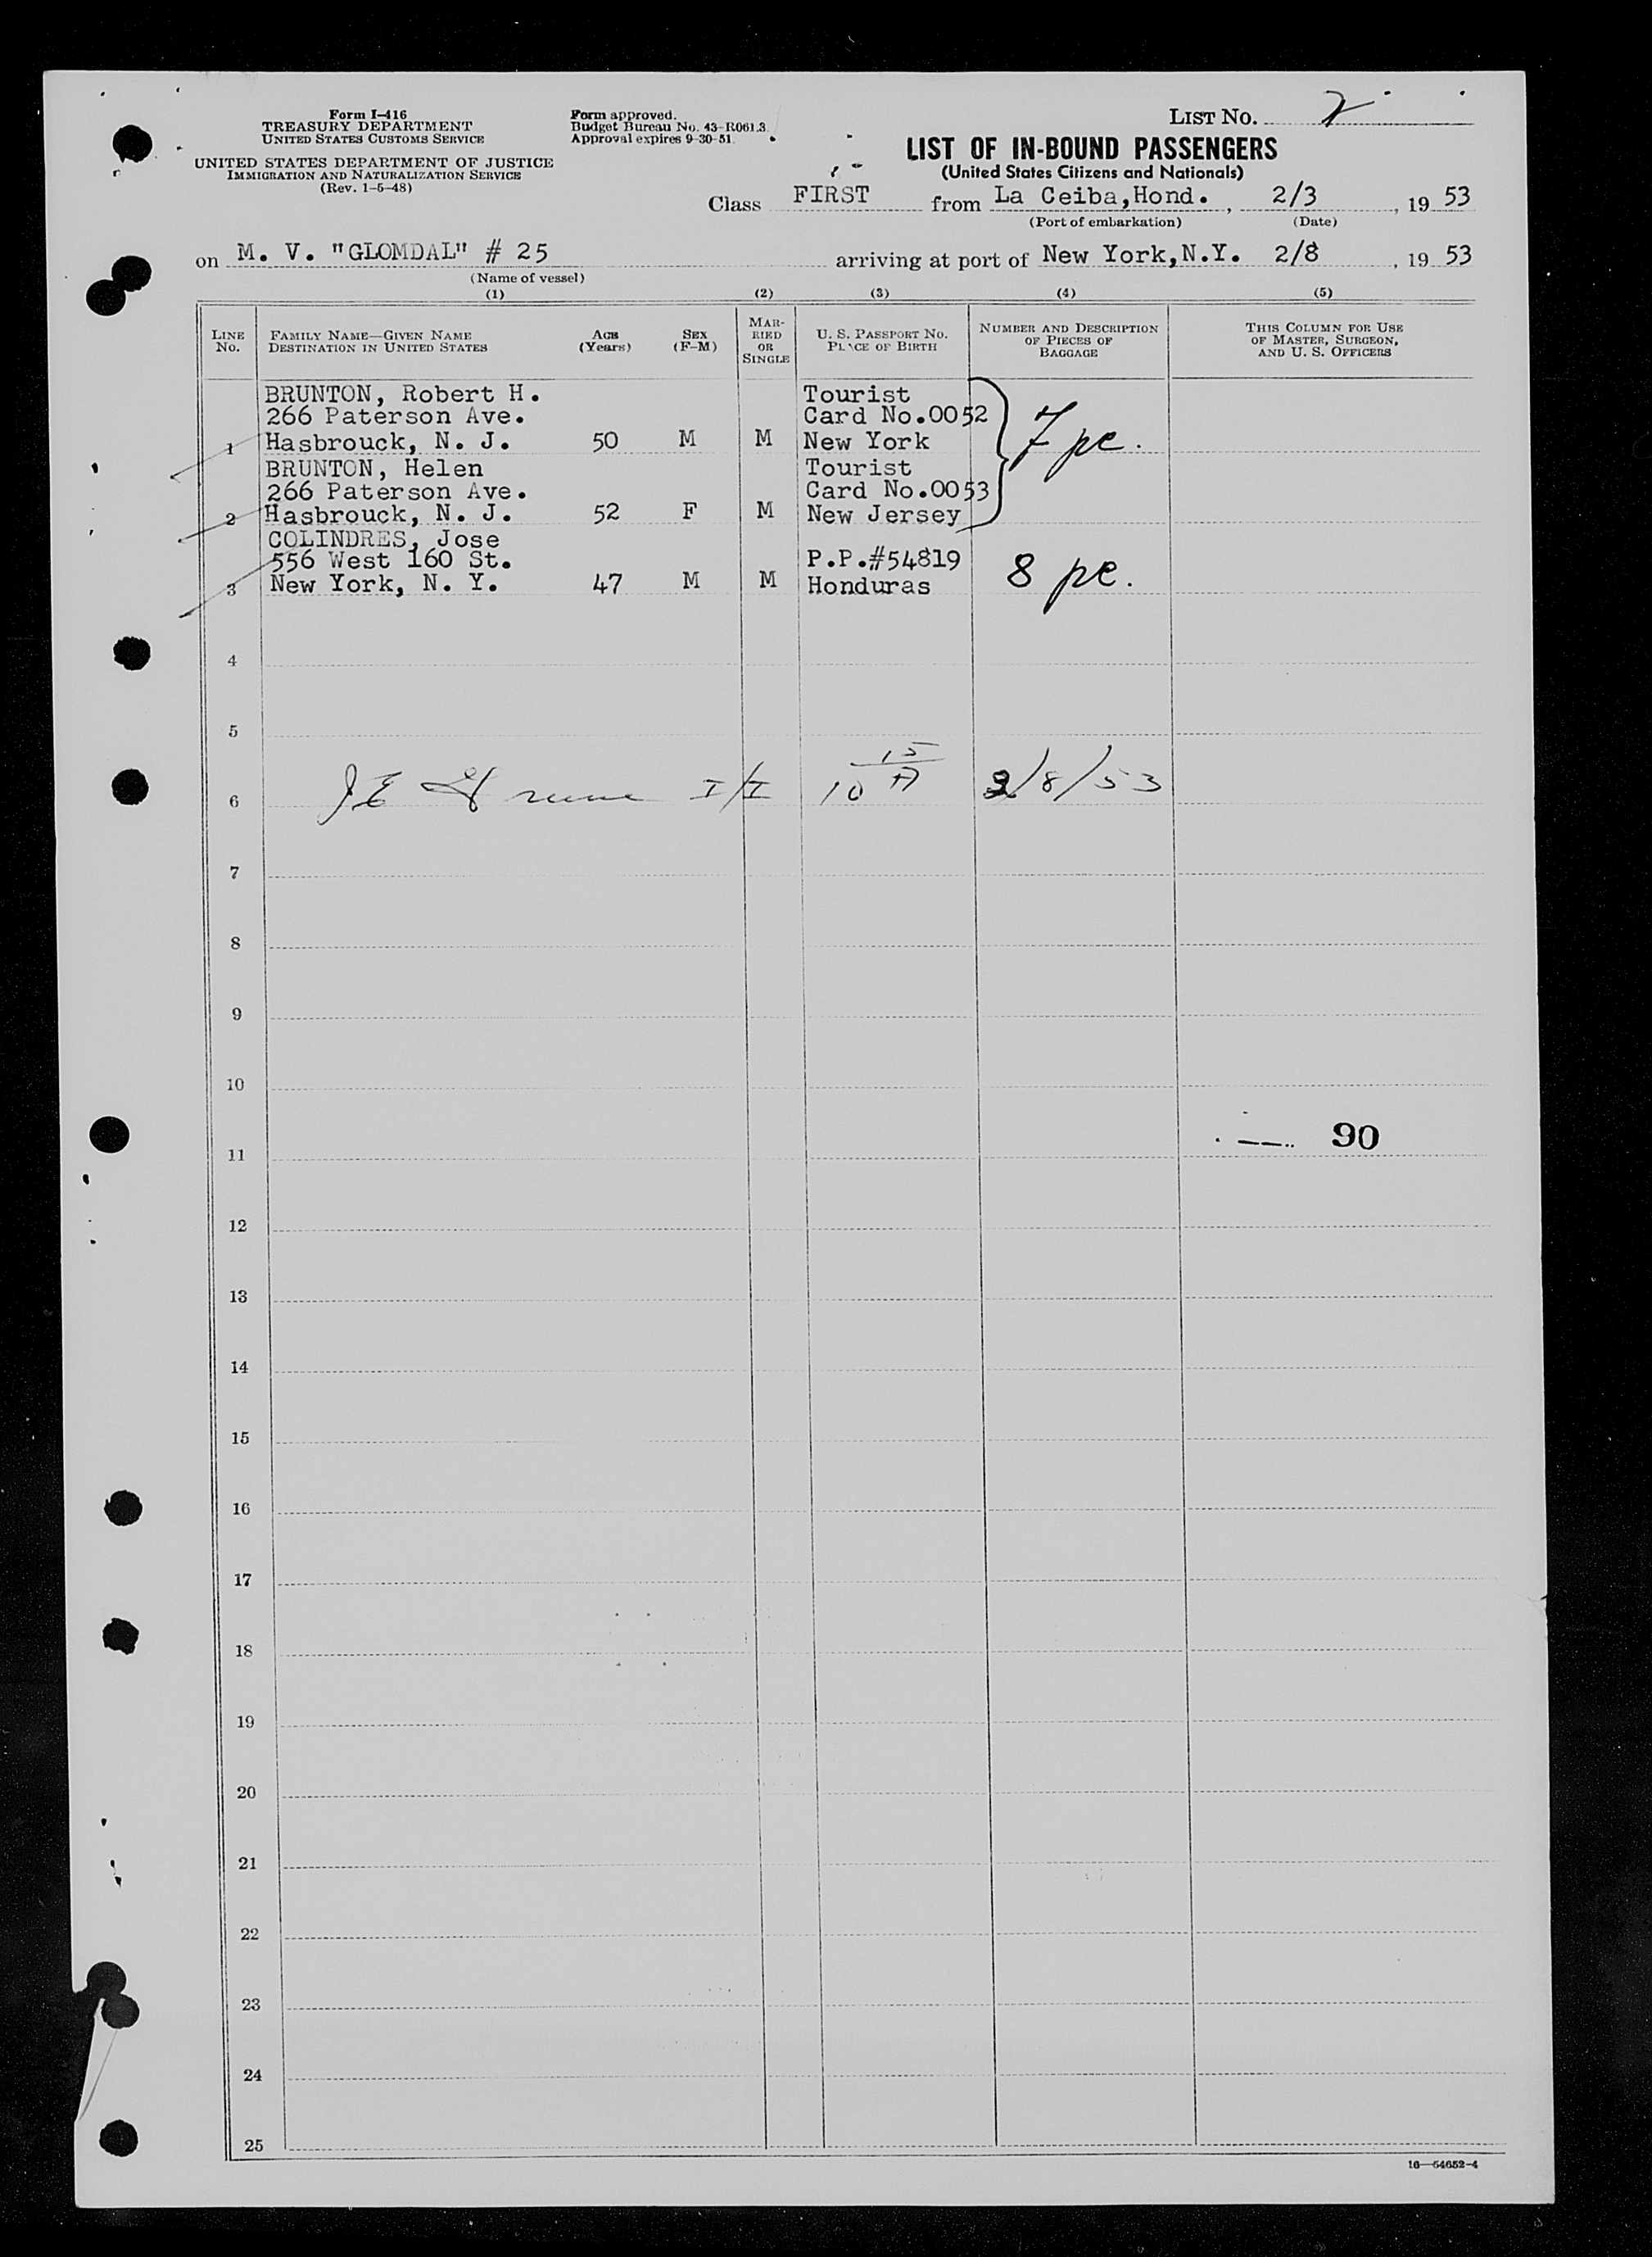 Form I-416
TREASURY DEPARTMENT
UNITED STATES CUSTOMS SERVICE
UNITED STATES DEPARTMENT OF JUSTICE
IMMIGRATION AND NATURALIZATION SERVICE
(Rev. 1-5-48)
Form approved.
Budget Bureau No. 43-R061.3.
Approval expires 9-30-51.
LIST No. 2
LIST OF IN-BOUND PASSENGERS
(United States Citizens and Nationals)
Class FIRST from La Ceiba,Hond. , 2/3 , 19 53
(Port of embarkation) (Date)
on M. V. "GLOMDAL" # 25 arriving at port of New York,N.Y. 2/8 , 19 53
(Name of vessel)
(1) (2) (3) (4) (5)
LINE No. FAMILY NAME—GIVEN NAME DESTINATION IN UNITED STATES AGE (Years) SEX (F-M) MARRIED OR SINGLE U. S. PASSPORT No. PLACE OF BIRTH NUMBER AND DESCRIPTION OF PIECES OF BAGGAGE THIS COLUMN FOR USE OF MASTER, SURGEON, AND U. S. OFFICERS
BRUNTON, Robert H. Tourist
266 Paterson Ave. Card No.0052
1 Hasbrouck, N. J. 50 M M New York 7 pc.
BRUNTON, Helen Tourist
266 Paterson Ave. Card No.0053
2 Hasbrouck, N. J. 52 F M New Jersey
COLINDRES, Jose
556 West 160 St. P.P.#54819
3 New York, N. Y. 47 M M Honduras 8 pc.
4
5
6 I/I 10 15 A 2/8/53
7
8
9
10
90
11
12
13
14
15
16
17
18
19
20
21
22
23
24
25
16—54652-4